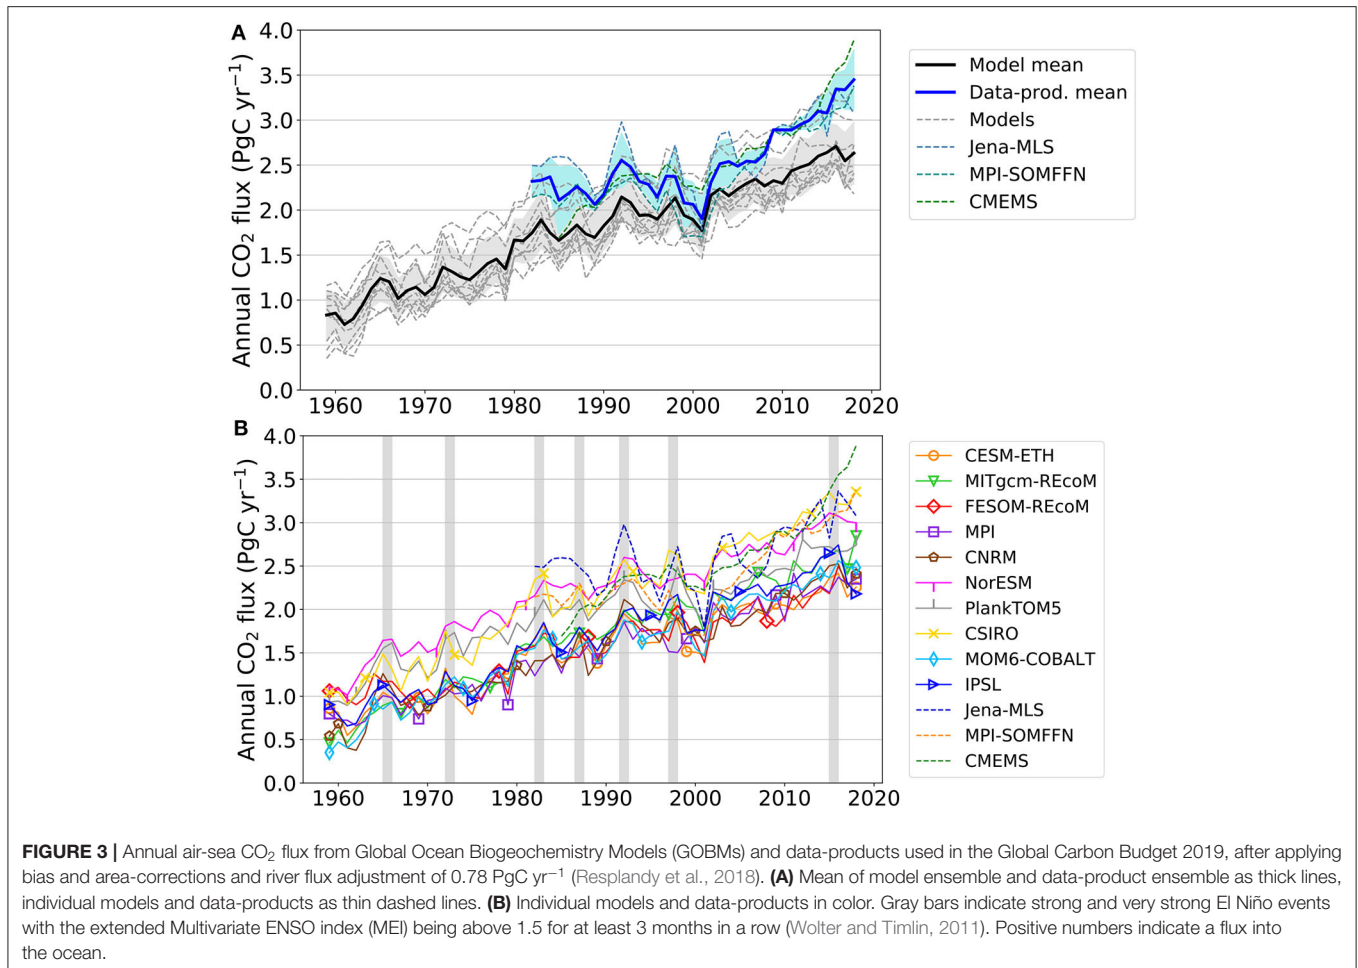 A
4.0
3.5
3.0
2.5
2.0
1.5
1.0
0.5
0.0
Annual CO₂ flux (PgC yr⁻¹)
1960 1970 1980 1990 2000 2010 2020
Model mean
Data-prod. mean
Models
Jena-MLS
MPI-SOMFFN
CMEMS
B
4.0
3.5
3.0
2.5
2.0
1.5
1.0
0.5
0.0
Annual CO₂ flux (PgC yr⁻¹)
1960 1970 1980 1990 2000 2010 2020
CESM-ETH
MITgcm-REcoM
FESOM-REcoM
MPI
CNRM
NorESM
PlankTOM5
CSIRO
MOM6-COBALT
IPSL
Jena-MLS
MPI-SOMFFN
CMEMS
FIGURE 3 | Annual air-sea CO₂ flux from Global Ocean Biogeochemistry Models (GOBMs) and data-products used in the Global Carbon Budget 2019, after applying
bias and area-corrections and river flux adjustment of 0.78 PgC yr⁻¹ (Resplandy et al., 2018). (A) Mean of model ensemble and data-product ensemble as thick lines,
individual models and data-products as thin dashed lines. (B) Individual models and data-products in color. Gray bars indicate strong and very strong El Niño events
with the extended Multivariate ENSO index (MEI) being above 1.5 for at least 3 months in a row (Wolter and Timlin, 2011). Positive numbers indicate a flux into
the ocean.